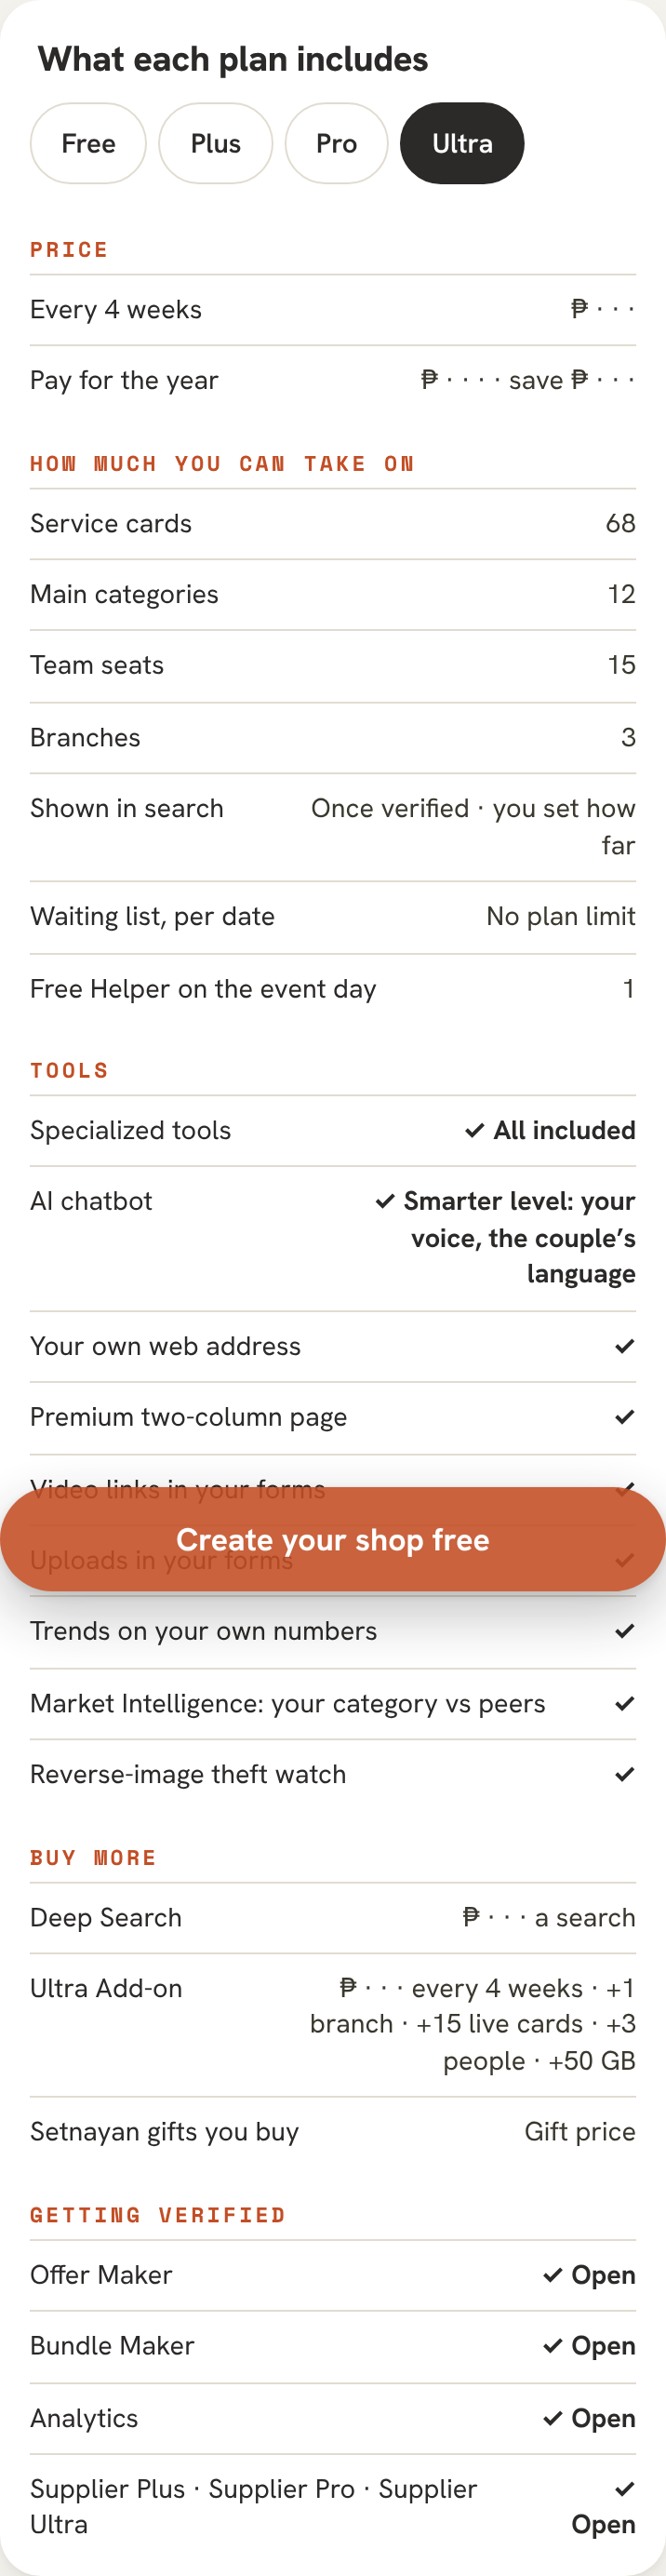 What each plan includes
Free
Plus
Pro
Ultra
PRICE
Every 4 weeks
₱ · · ·
Pay for the year
₱ · · · · save ₱ · · ·
HOW MUCH YOU CAN TAKE ON
Service cards
68
Main categories
12
Team seats
15
Branches
3
Shown in search
Once verified · you set how
far
Waiting list, per date
No plan limit
Free Helper on the event day
1
TOOLS
Specialized tools
✓ All included
AI chatbot
✓ Smarter level: your
voice, the couple’s
language
Your own web address
✓
Premium two-column page
✓
Video links in your forms
✓
Create your shop free
Uploads in your forms
✓
Trends on your own numbers
✓
Market Intelligence: your category vs peers
✓
Reverse-image theft watch
✓
BUY MORE
Deep Search
₱ · · · a search
Ultra Add-on
₱ · · · every 4 weeks · +1
branch · +15 live cards · +3
people · +50 GB
Setnayan gifts you buy
Gift price
GETTING VERIFIED
Offer Maker
✓ Open
Bundle Maker
✓ Open
Analytics
✓ Open
Supplier Plus · Supplier Pro · Supplier
Ultra
✓
Open